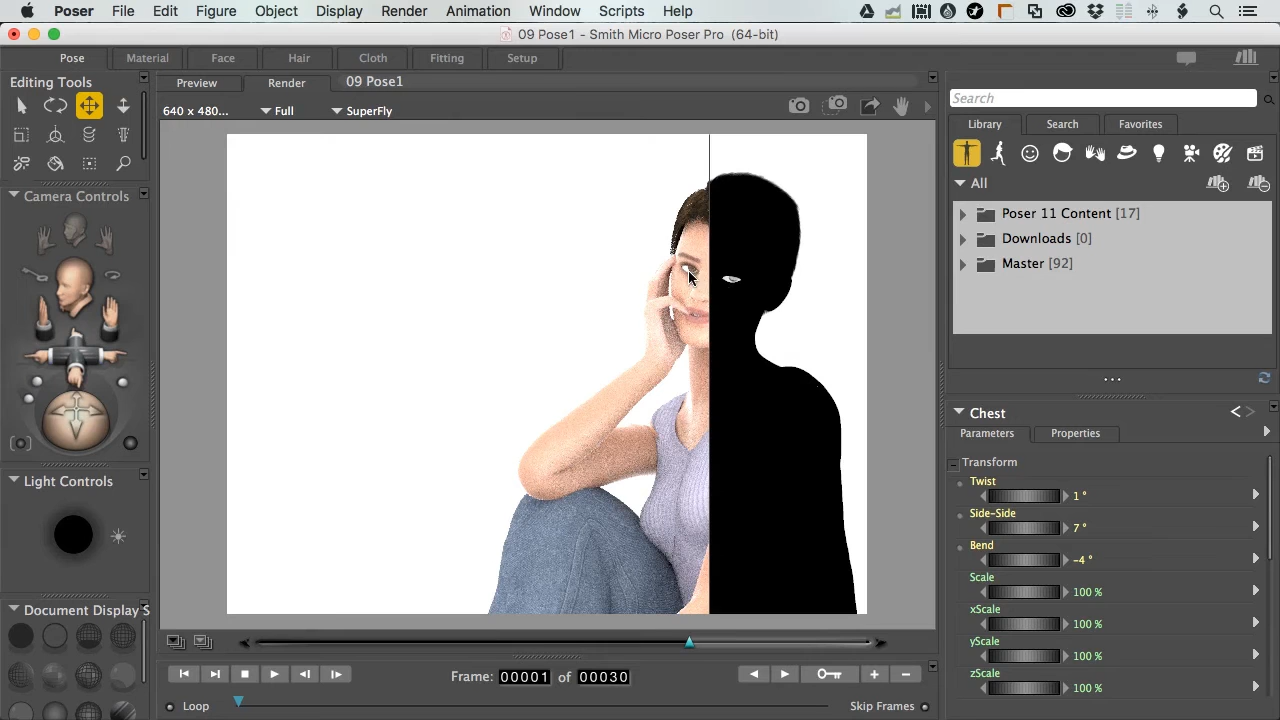 Poser File Edit Figure Object Display Render Animation Window Scripts Help
09 Pose1 - Smith Micro Poser Pro (64-bit)
Pose Material Face Hair Cloth Fitting Setup
Editing Tools
Preview Render 09 Pose1
640 x 480... Full SuperFly
Search
Library Search Favorites
All
Poser 11 Content [17]
Downloads [0]
Master [92]
Camera Controls
Light Controls
Document Display S
...
Chest
Parameters Properties
Transform
Twist
1 °
Side-Side
7 °
Bend
-4 °
Scale
100 %
xScale
100 %
yScale
100 %
zScale
100 %
Frame: 00001 of 00030
Loop
Skip Frames